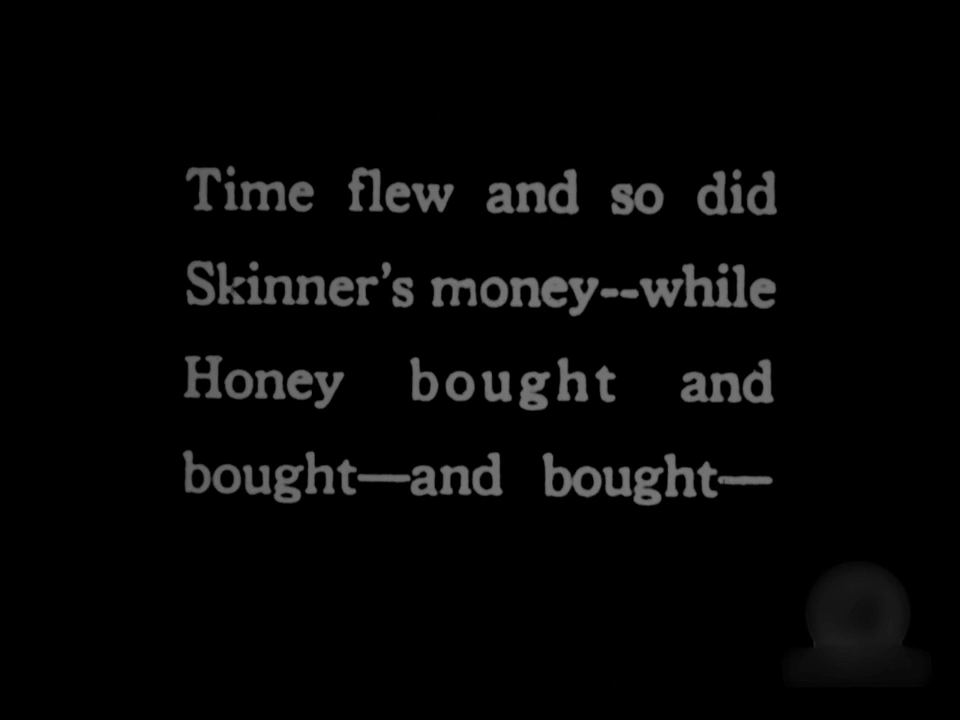 Time flew and so did
Skinner's money--while
Honey bought and
bought—and bought—